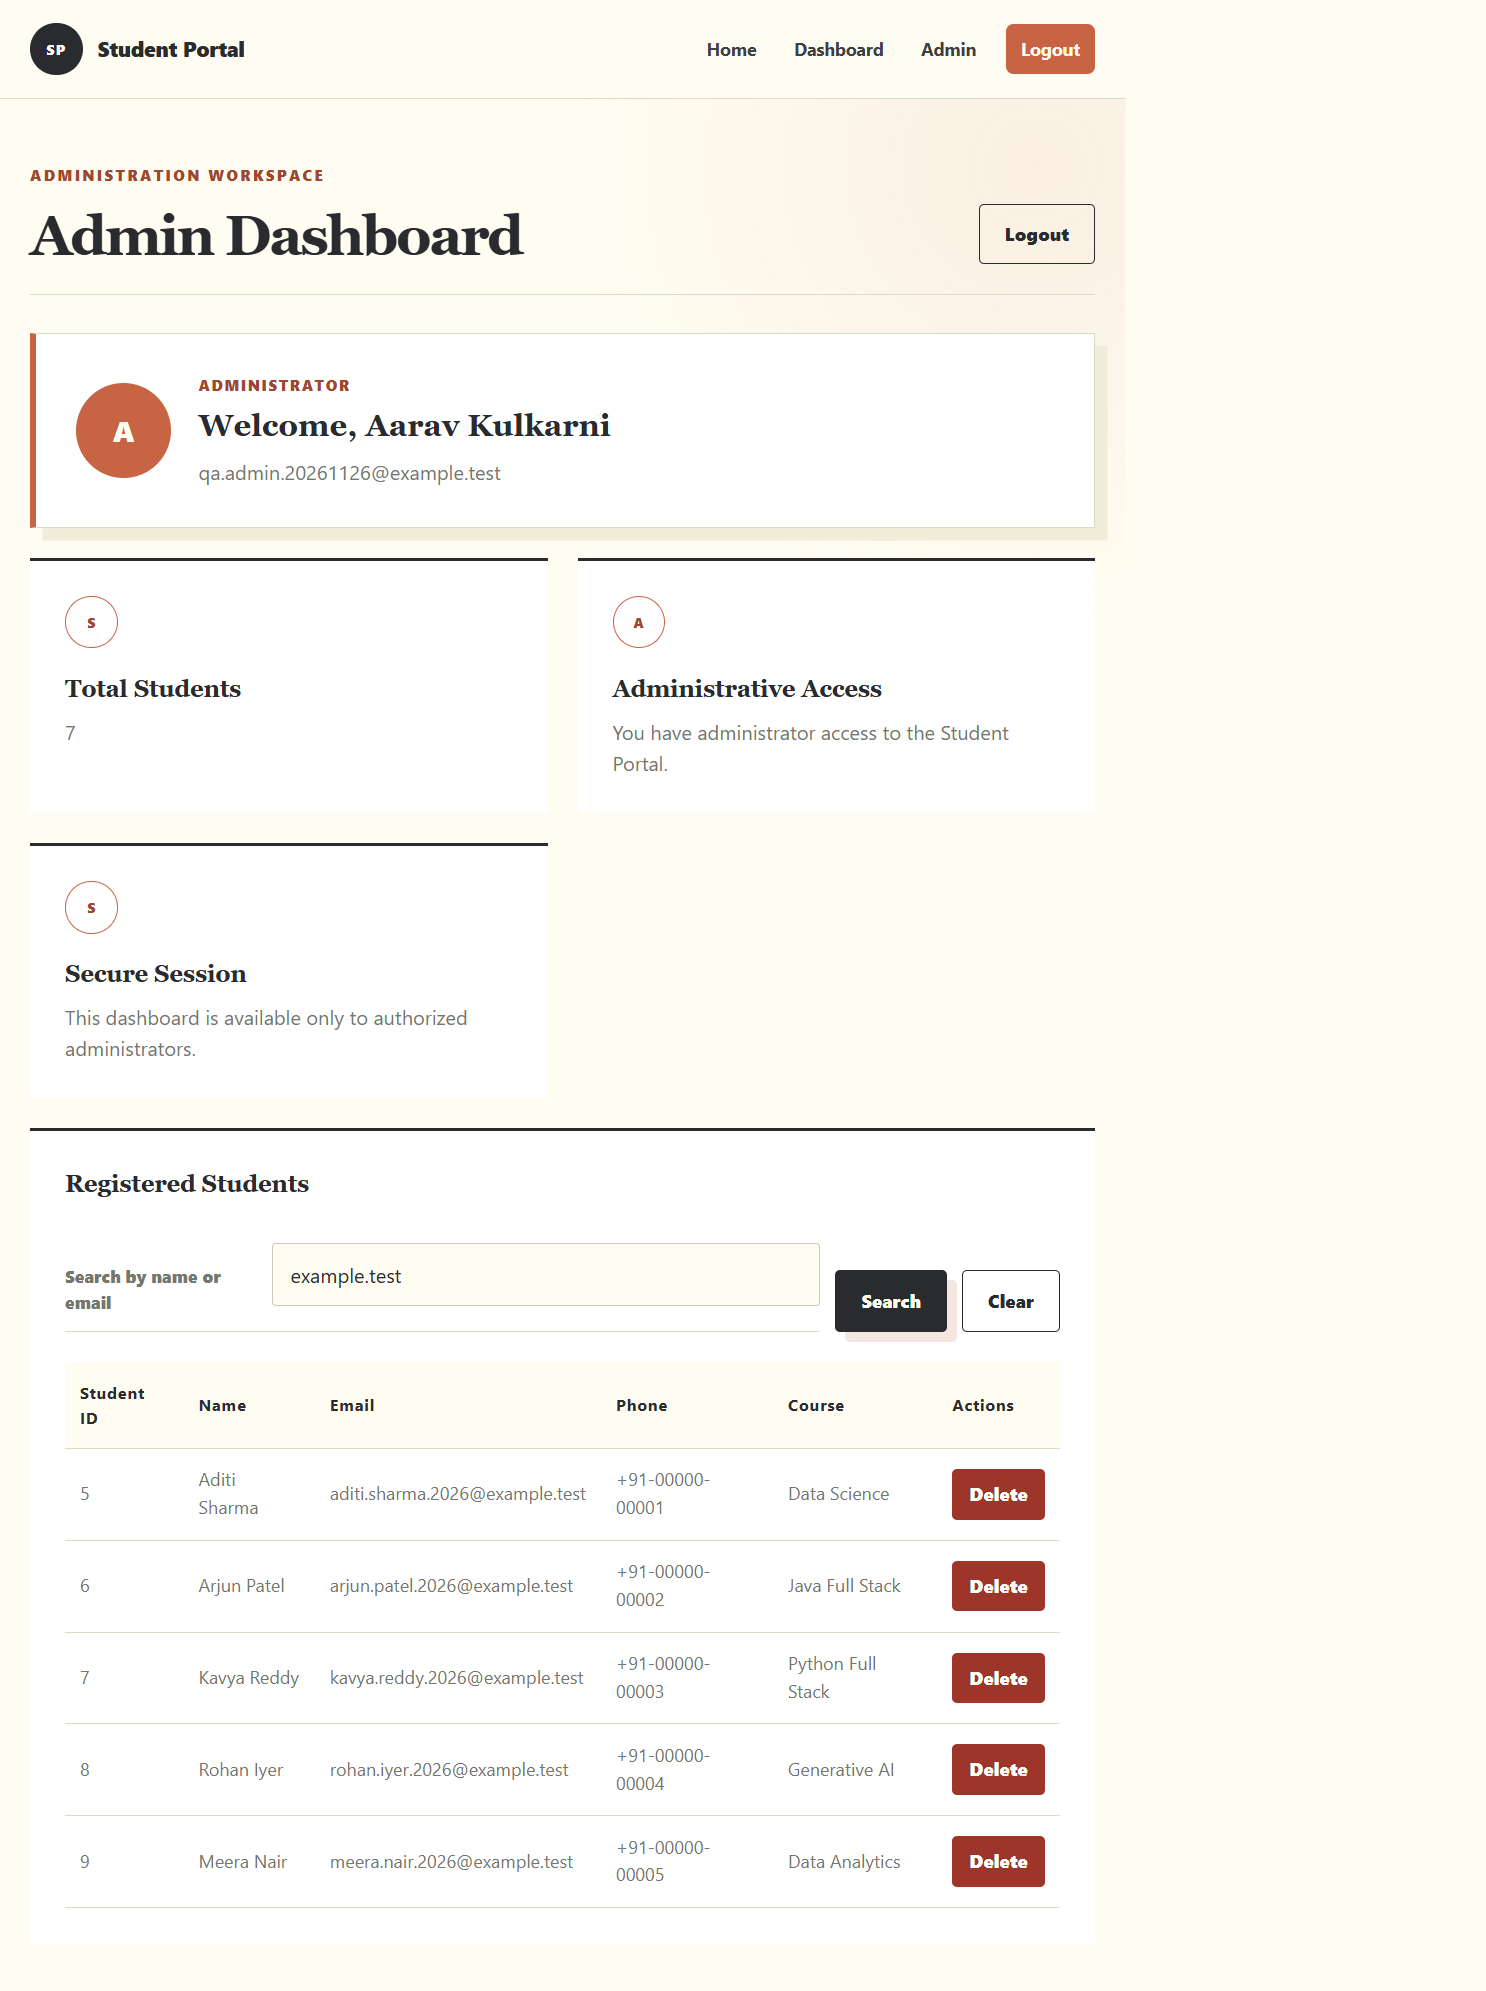 SP
Student Portal
Home
Dashboard
Admin
Logout
ADMINISTRATION WORKSPACE
Admin Dashboard
Logout
A
ADMINISTRATOR
Welcome, Aarav Kulkarni
qa.admin.20261126@example.test
S
Total Students
7
A
Administrative Access
You have administrator access to the Student
Portal.
S
Secure Session
This dashboard is available only to authorized
administrators.
Registered Students
Search by name or
email
example.test
Search
Clear
Student
ID
Name
Email
Phone
Course
Actions
5
Aditi
Sharma
aditi.sharma.2026@example.test
+91-00000-
00001
Data Science
Delete
6
Arjun Patel
arjun.patel.2026@example.test
+91-00000-
00002
Java Full Stack
Delete
7
Kavya Reddy
kavya.reddy.2026@example.test
+91-00000-
00003
Python Full
Stack
Delete
8
Rohan Iyer
rohan.iyer.2026@example.test
+91-00000-
00004
Generative AI
Delete
9
Meera Nair
meera.nair.2026@example.test
+91-00000-
00005
Data Analytics
Delete